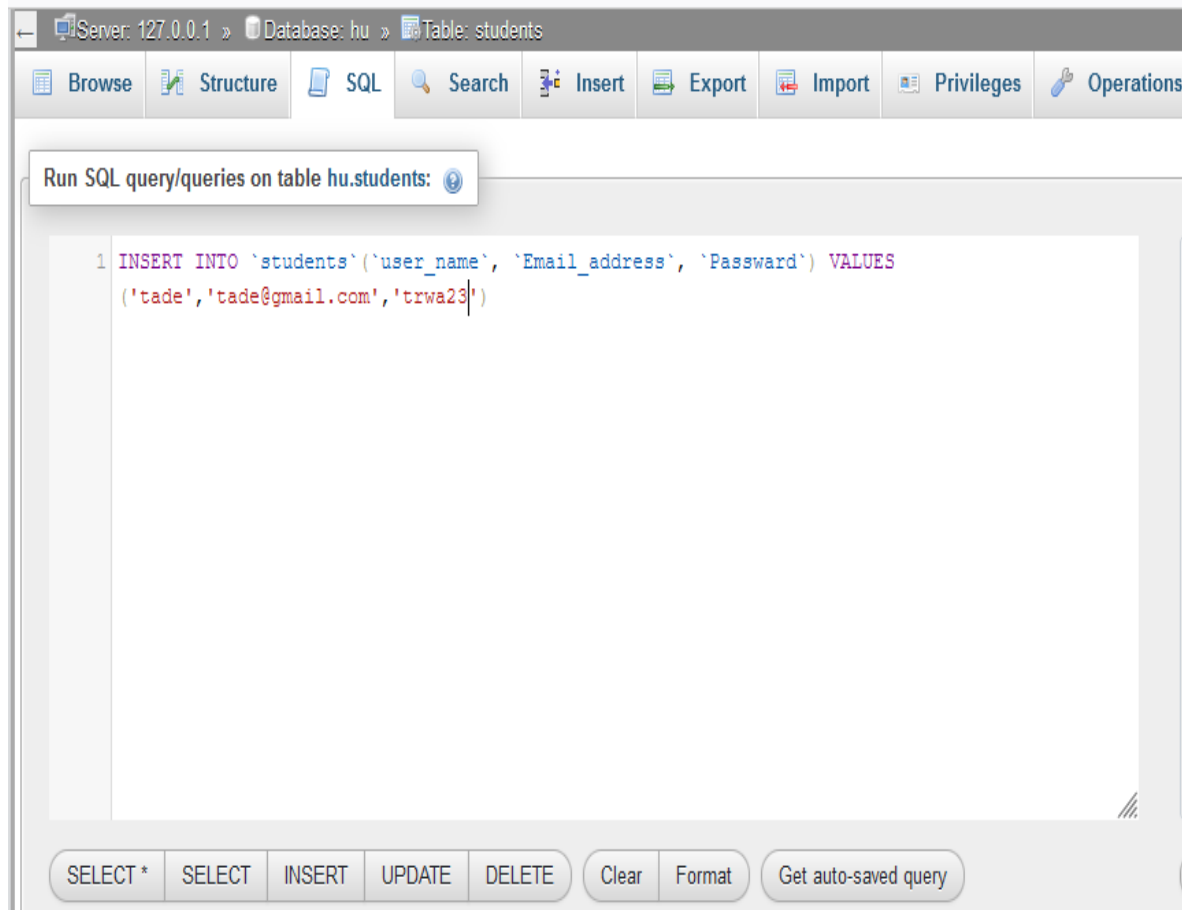 ← Server: 127.0.0.1 » Database: hu » Table: students
Browse Structure SQL Search Insert Export Import Privileges Operations
Run SQL query/queries on table hu.students:
1 INSERT INTO `students`(`user_name`, `Email_address`, `Passward`) VALUES
('tade','tade@gmail.com','trwa23')
SELECT * SELECT INSERT UPDATE DELETE Clear Format Get auto-saved query